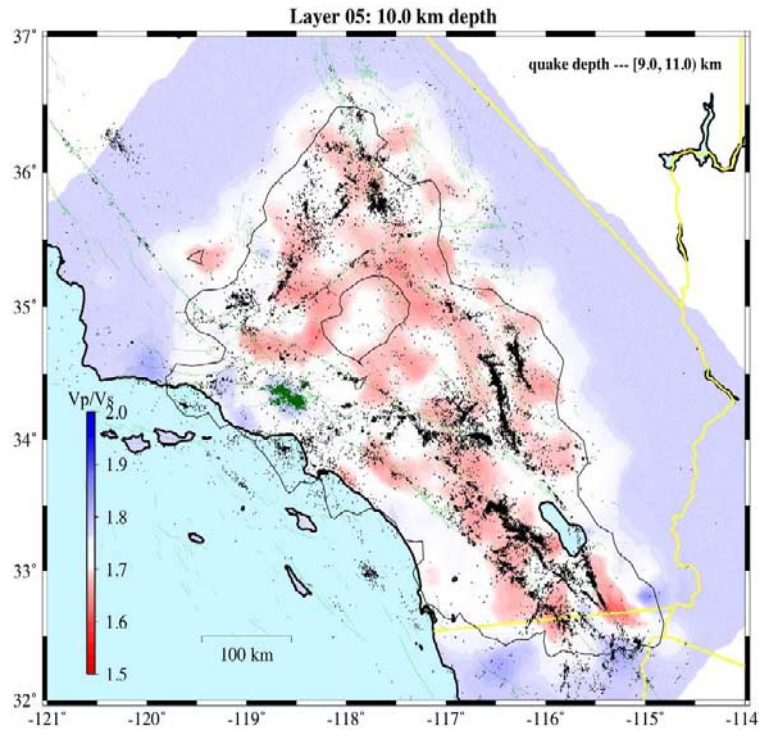 Layer 05: 10.0 km depth
37°
quake depth --- [9.0, 11.0) km
36°
35°
Vp/Vs
2.0
34°
1.9
1.8
1.7
33°
1.6
100 km
1.5
32°
-121° -120° -119° -118° -117° -116° -115° -114